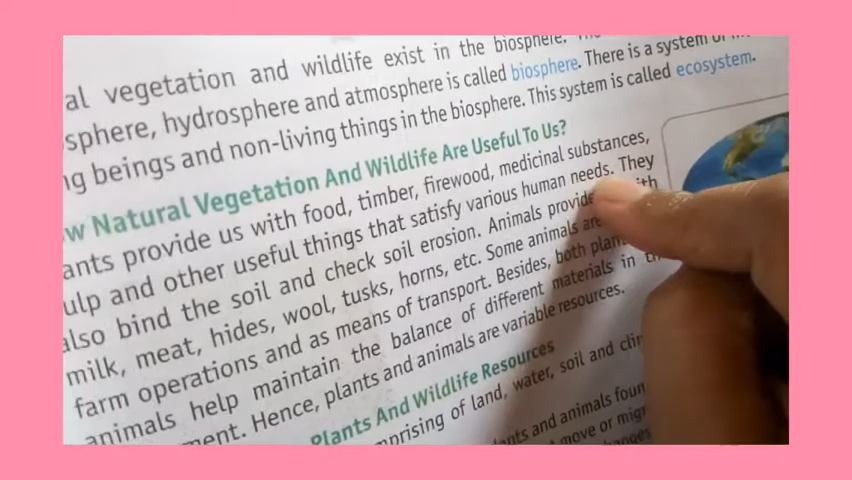 al vegetation and wildlife exist in the biosphere.
sphere, hydrosphere and atmosphere is called biosphere. There is a system of
ng beings and non-living things in the biosphere. This system is called ecosystem.
w Natural Vegetation And Wildlife Are Useful To Us?
ants provide us with food, timber, firewood, medicinal substances,
ulp and other useful things that satisfy various human needs. They
also bind the soil and check soil erosion. Animals provide with
milk, meat, hides, wool, tusks, horns, etc. Some animals are
farm operations and as means of transport. Besides, both plan
animals help maintain the balance of different materials in
ment. Hence, plants and animals are variable resources.
Plants And Wildlife Resources
mprising of land, water, soil and cli
ants and animals foun
move or mig